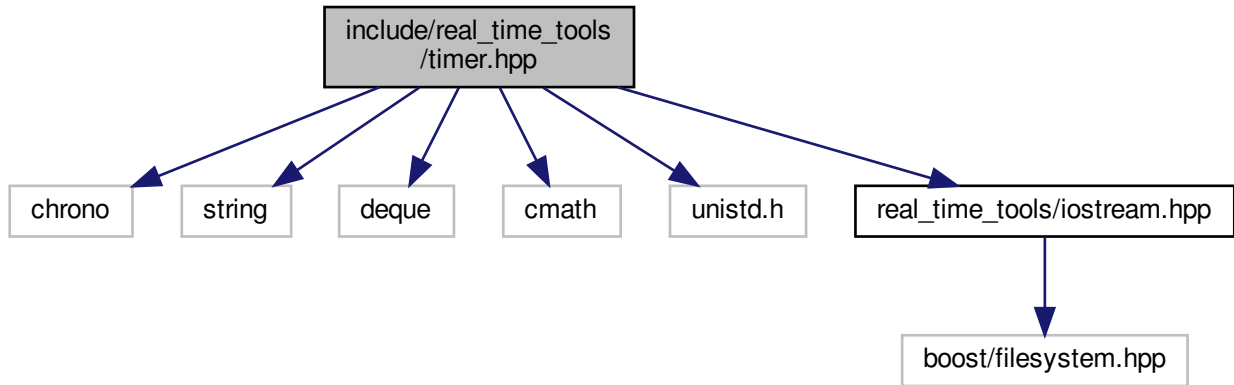 include/real_time_tools
/timer.hpp
chrono
string
deque
cmath
unistd.h
real_time_tools/iostream.hpp
boost/filesystem.hpp